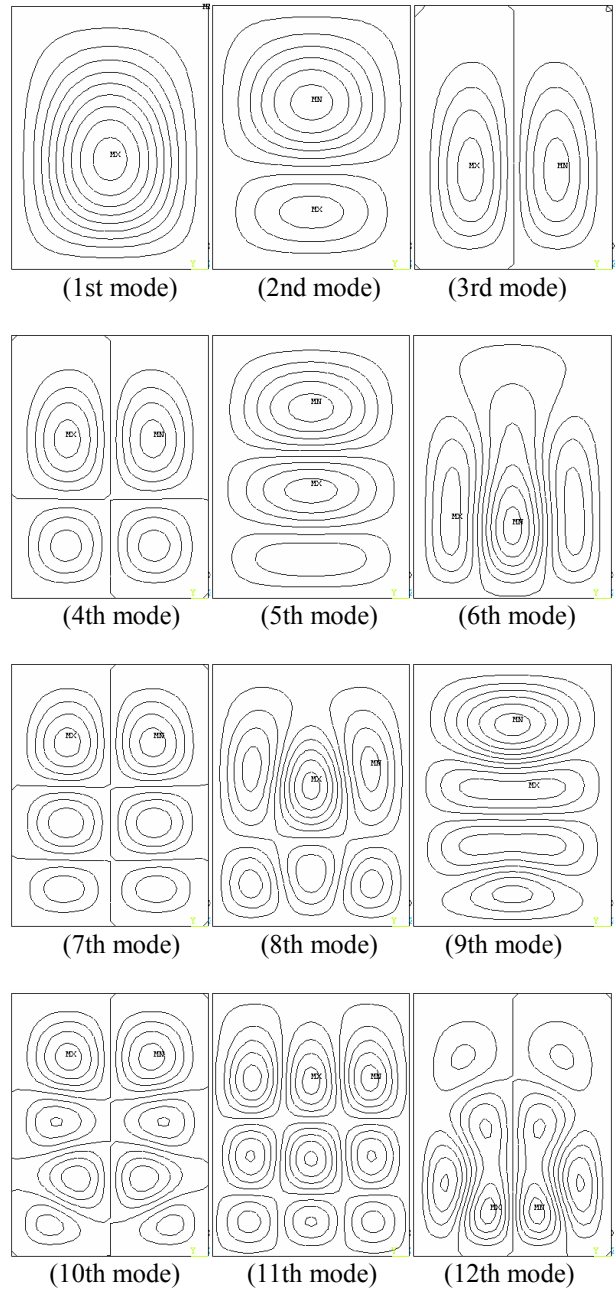 MX MN MX MN
MX
Y Y Y
(1st mode) (2nd mode) (3rd mode)
MX MN MN MX MN
MX
Y Y Y
(4th mode) (5th mode) (6th mode)
MX MN MX MN MN
MX
Y Y Y
(7th mode) (8th mode) (9th mode)
MX MN MX MN MX MN
Y Y Y
(10th mode) (11th mode) (12th mode)